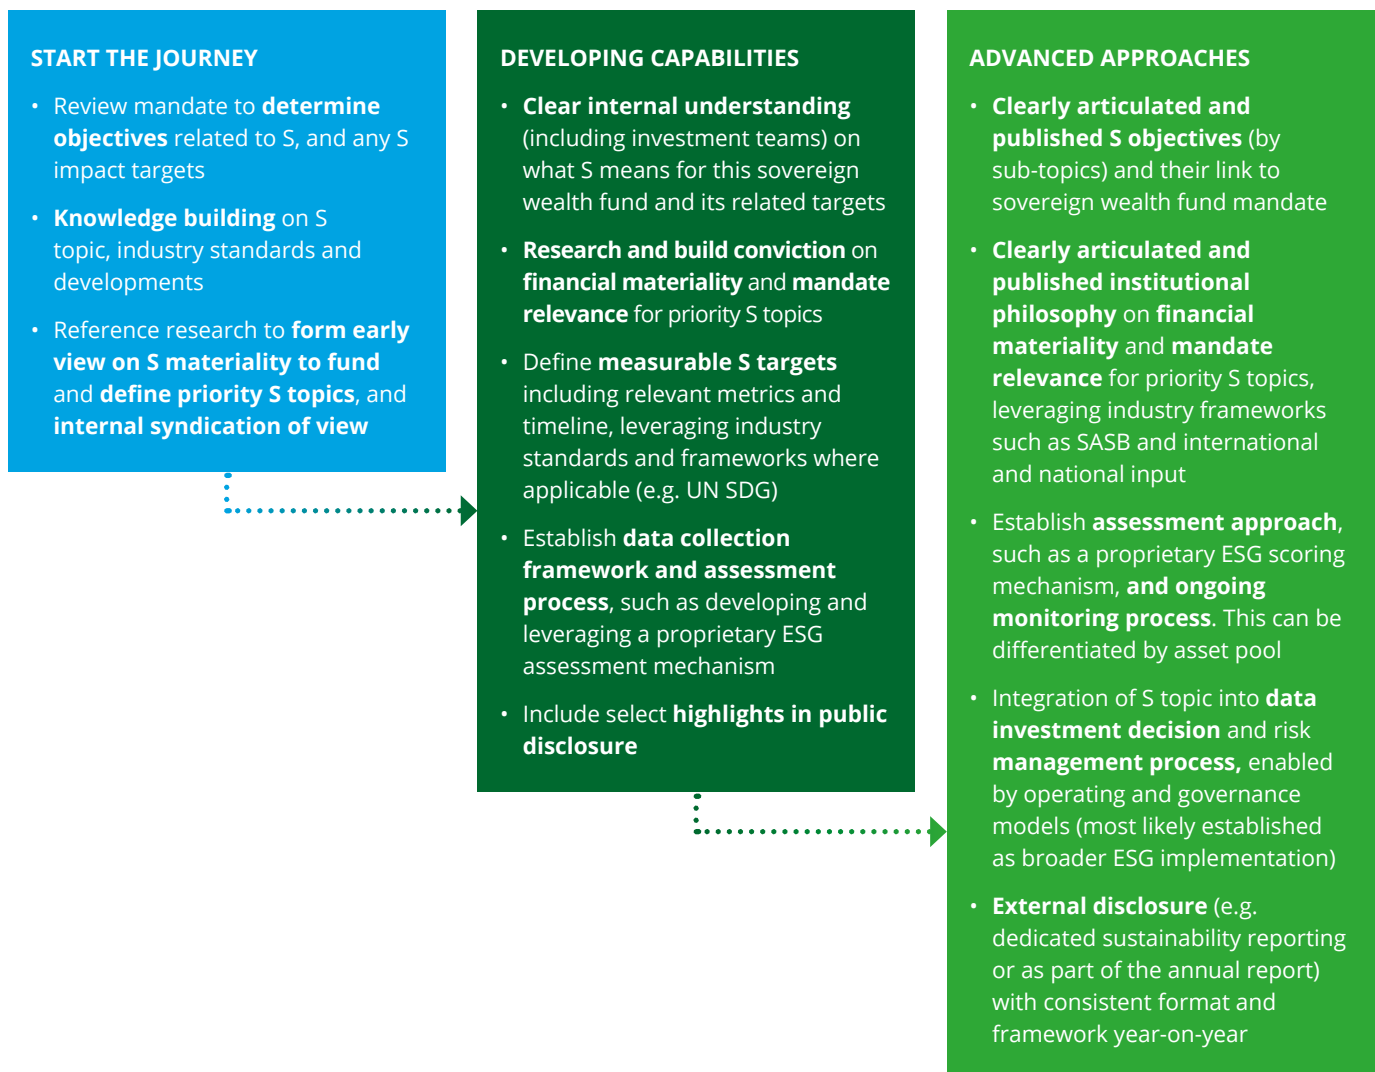 START THE JOURNEY
• Review mandate to determine
objectives related to S, and any S
impact targets
• Knowledge building on S
topic, industry standards and
developments
• Reference research to form early
view on S materiality to fund
and define priority S topics, and
internal syndication of view
DEVELOPING CAPABILITIES
• Clear internal understanding
(including investment teams) on
what S means for this sovereign
wealth fund and its related targets
• Research and build conviction on
financial materiality and mandate
relevance for priority S topics
• Define measurable S targets
including relevant metrics and
timeline, leveraging industry
standards and frameworks where
applicable (e.g. UN SDG)
• Establish data collection
framework and assessment
process, such as developing and
leveraging a proprietary ESG
assessment mechanism
• Include select highlights in public
disclosure
ADVANCED APPROACHES
• Clearly articulated and
published S objectives (by
sub-topics) and their link to
sovereign wealth fund mandate
• Clearly articulated and
published institutional
philosophy on financial
materiality and mandate
relevance for priority S topics,
leveraging industry frameworks
such as SASB and international
and national input
• Establish assessment approach,
such as a proprietary ESG scoring
mechanism, and ongoing
monitoring process. This can be
differentiated by asset pool
• Integration of S topic into data
investment decision and risk
management process, enabled
by operating and governance
models (most likely established
as broader ESG implementation)
• External disclosure (e.g.
dedicated sustainability reporting
or as part of the annual report)
with consistent format and
framework year-on-year